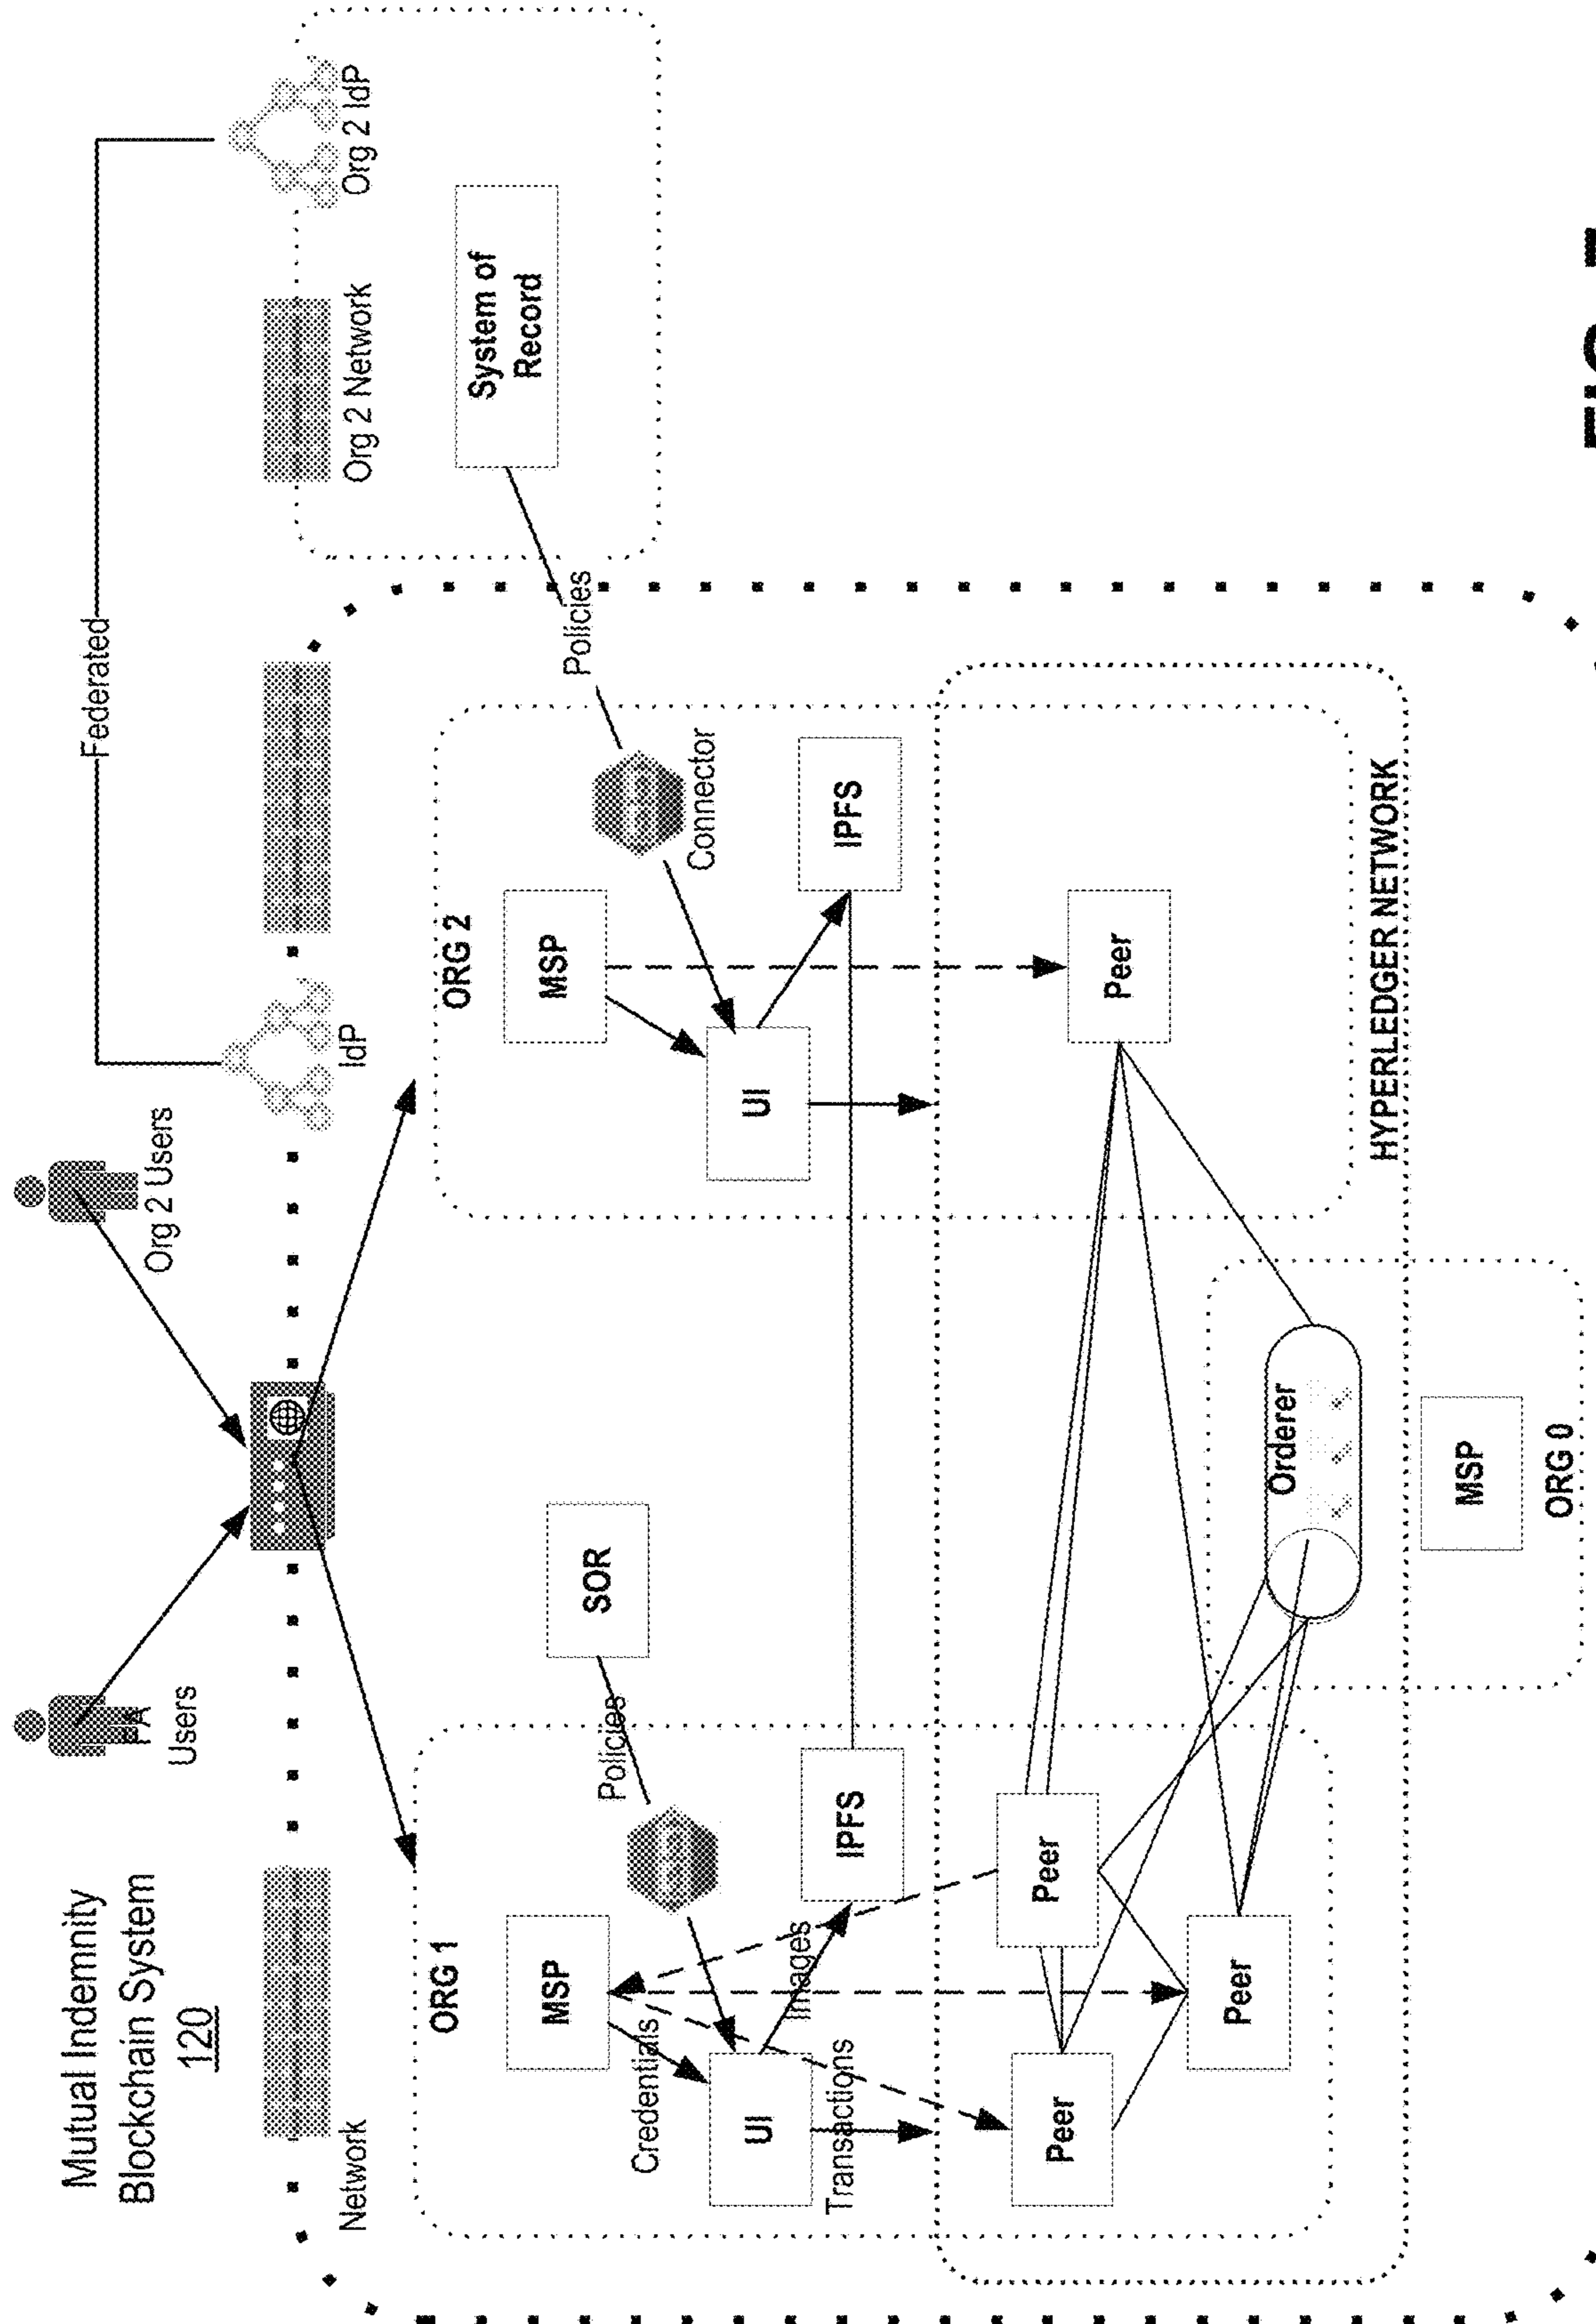 Mutual Indemnity
Blockchain System
120
Users
Org 2 Users
Federated
Network
IdP
Org 2 Network
Org 2 IdP
ORG 1
MSP
SOR
Policies
Credentials
UI
Images
IPFS
Transactions
Peer
Peer
Peer
ORG 2
MSP
UI
Connector
Policies
IPFS
Peer
System of
Record
HYPERLEDGER NETWORK
Orderer
MSP
ORG 0